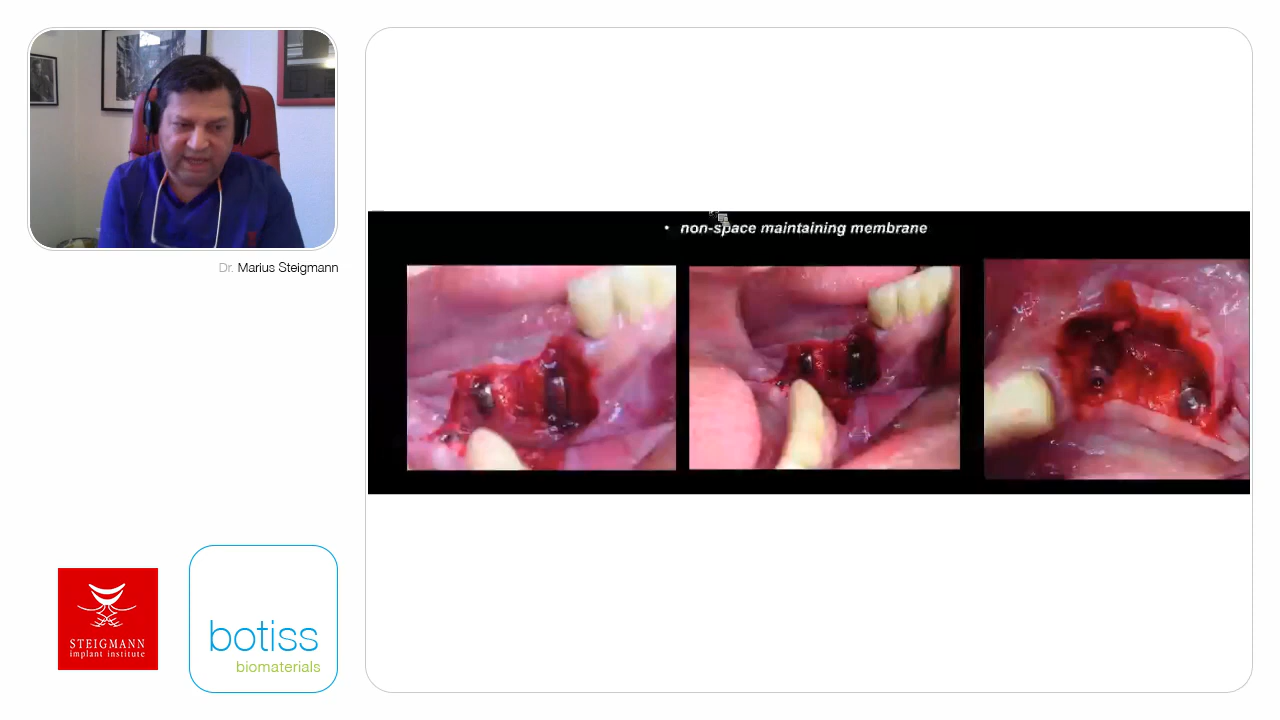 Dr. Marius Steigmann
• non-space maintaining membrane
STEIGMANN
implant institute
botiss
biomaterials